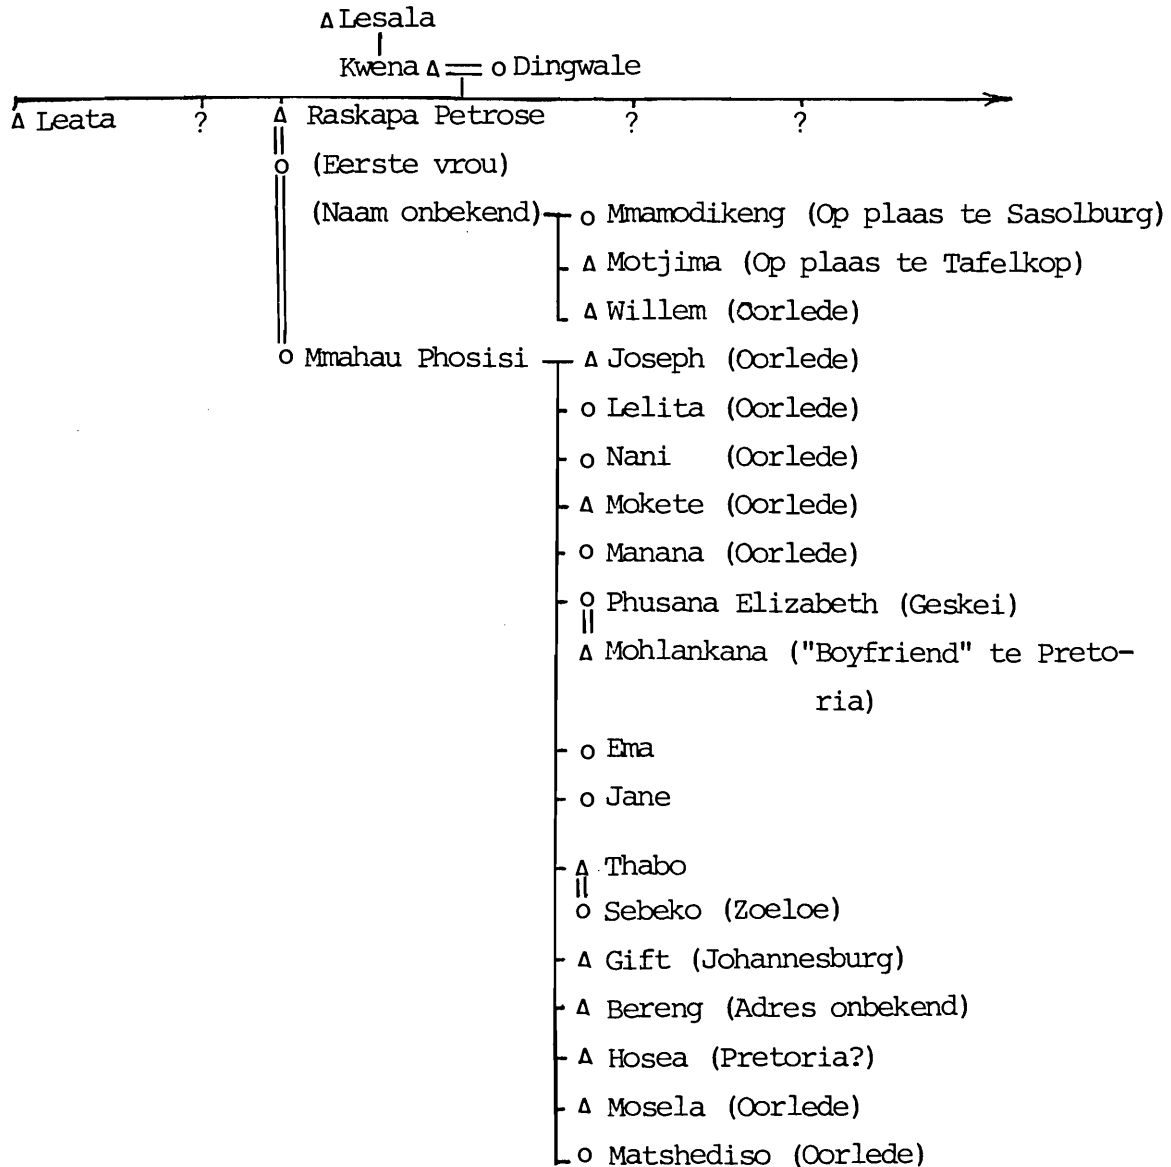 Δ Lesala
Kwena Δ = o Dingwale
Δ Leata ? Δ Raskapa Petrose ? ?
o (Eerste vrou)
(Naam onbekend) o Mmamodikeng (Op plaas te Sasolburg)
Δ Motjima (Op plaas te Tafelkop)
Δ Willem (Oorlede)
o Mmahau Phosisi Δ Joseph (Oorlede)
o Lelita (Oorlede)
o Nani (Oorlede)
Δ Mokete (Oorlede)
o Manana (Oorlede)
o Phusana Elizabeth (Geskei)
Δ Mohlankana ("Boyfriend" te Preto-
ria)
o Ema
o Jane
Δ Thabo
o Sebeko (Zoeloe)
Δ Gift (Johannesburg)
Δ Bereng (Adres onbekend)
Δ Hosea (Pretoria?)
Δ Mosela (Oorlede)
o Matshediso (Oorlede)